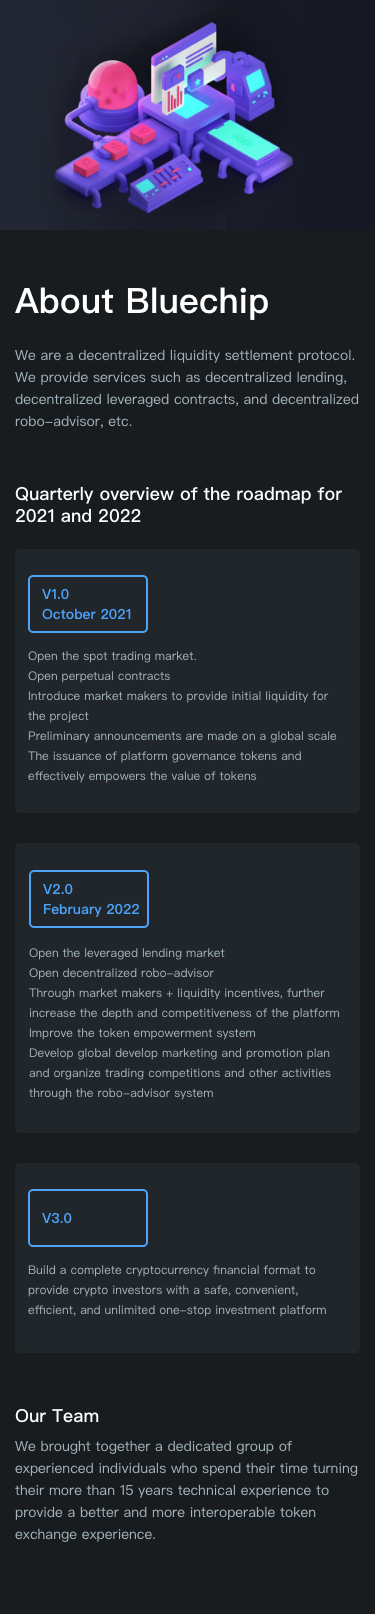 About Bluechip
We are a decentralized liquidity settlement protocol.
We provide services such as decentralized lending,
decentralized leveraged contracts, and decentralized
robo-advisor, etc.
Quarterly overview of the roadmap for
2021 and 2022
V1.0
October 2021
Open the spot trading market.
Open perpetual contracts
Introduce market makers to provide initial liquidity for
the project
Preliminary announcements are made on a global scale
The issuance of platform governance tokens and
effectively empowers the value of tokens
V2.0
February 2022
Open the leveraged lending market
Open decentralized robo-advisor
Through market makers + liquidity incentives, further
increase the depth and competitiveness of the platform
Improve the token empowerment system
Develop global develop marketing and promotion plan
and organize trading competitions and other activities
through the robo-advisor system
V3.0
Build a complete cryptocurrency financial format to
provide crypto investors with a safe, convenient,
efficient, and unlimited one-stop investment platform
Our Team
We brought together a dedicated group of
experienced individuals who spend their time turning
their more than 15 years technical experience to
provide a better and more interoperable token
exchange experience.